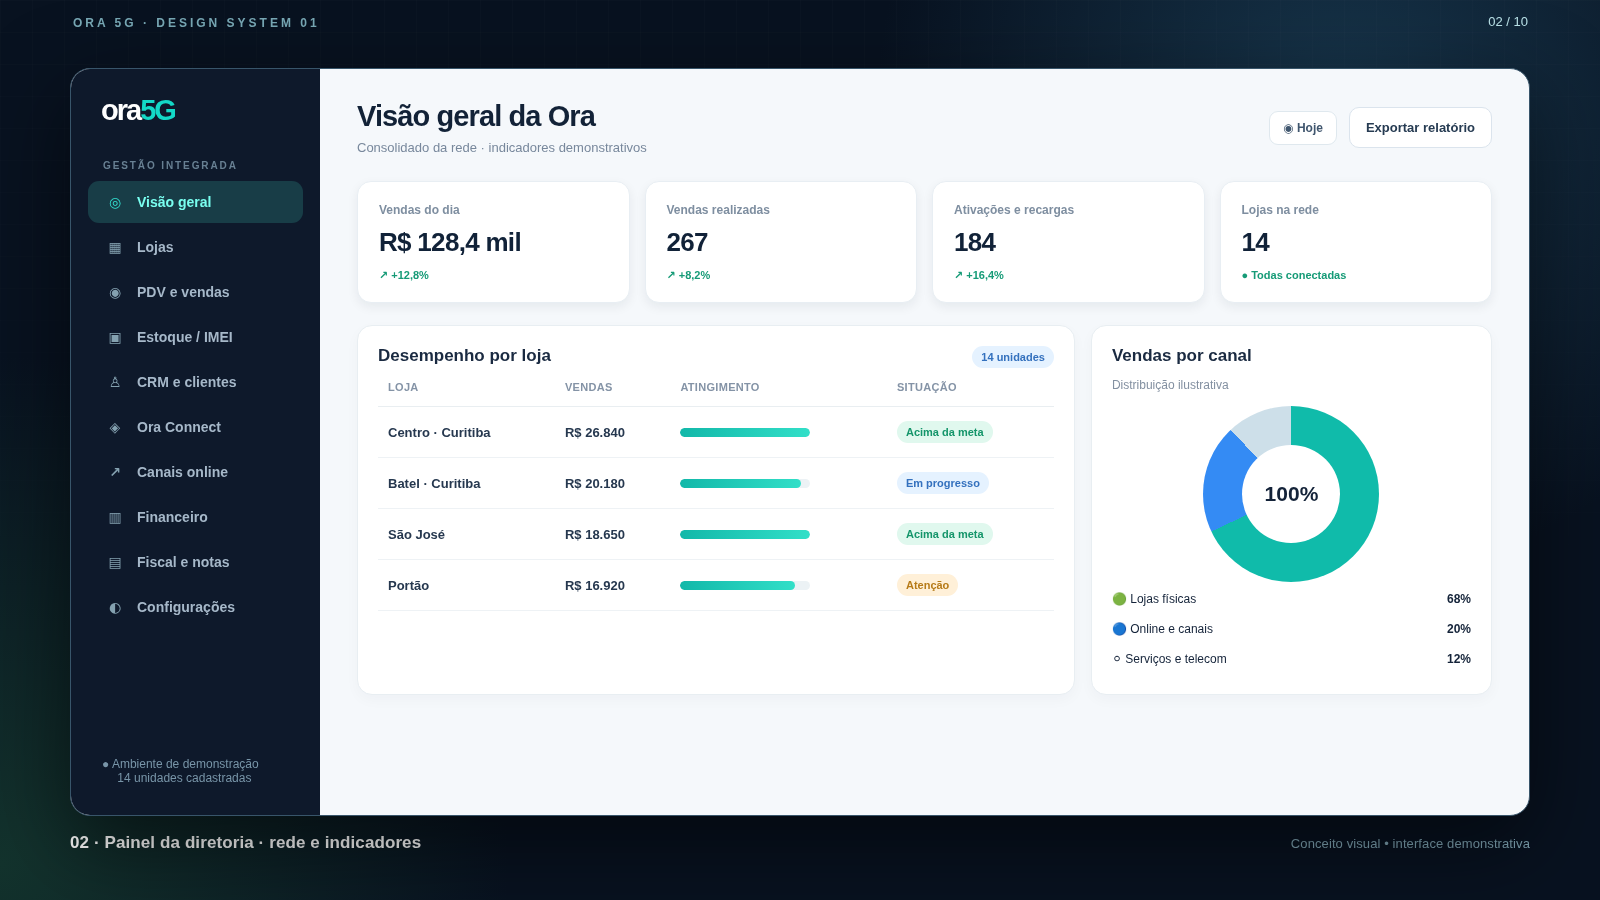 ORA 5G · DESIGN SYSTEM 01
02 / 10
ora5G
GESTÃO INTEGRADA
◎ Visão geral
▦ Lojas
◉ PDV e vendas
▣ Estoque / IMEI
♙ CRM e clientes
◈ Ora Connect
↗ Canais online
▥ Financeiro
▤ Fiscal e notas
◐ Configurações
● Ambiente de demonstração
14 unidades cadastradas
Visão geral da Ora
Consolidado da rede · indicadores demonstrativos
◉ Hoje
Exportar relatório
Vendas do dia
R$ 128,4 mil
↗ +12,8%
Vendas realizadas
267
↗ +8,2%
Ativações e recargas
184
↗ +16,4%
Lojas na rede
14
● Todas conectadas
Desempenho por loja
14 unidades
LOJA VENDAS ATINGIMENTO SITUAÇÃO
Centro · Curitiba R$ 26.840 Acima da meta
Batel · Curitiba R$ 20.180 Em progresso
São José R$ 18.650 Acima da meta
Portão R$ 16.920 Atenção
Vendas por canal
Distribuição ilustrativa
100%
🟢 Lojas físicas 68%
🔵 Online e canais 20%
⚪ Serviços e telecom 12%
02 · Painel da diretoria · rede e indicadores
Conceito visual • interface demonstrativa